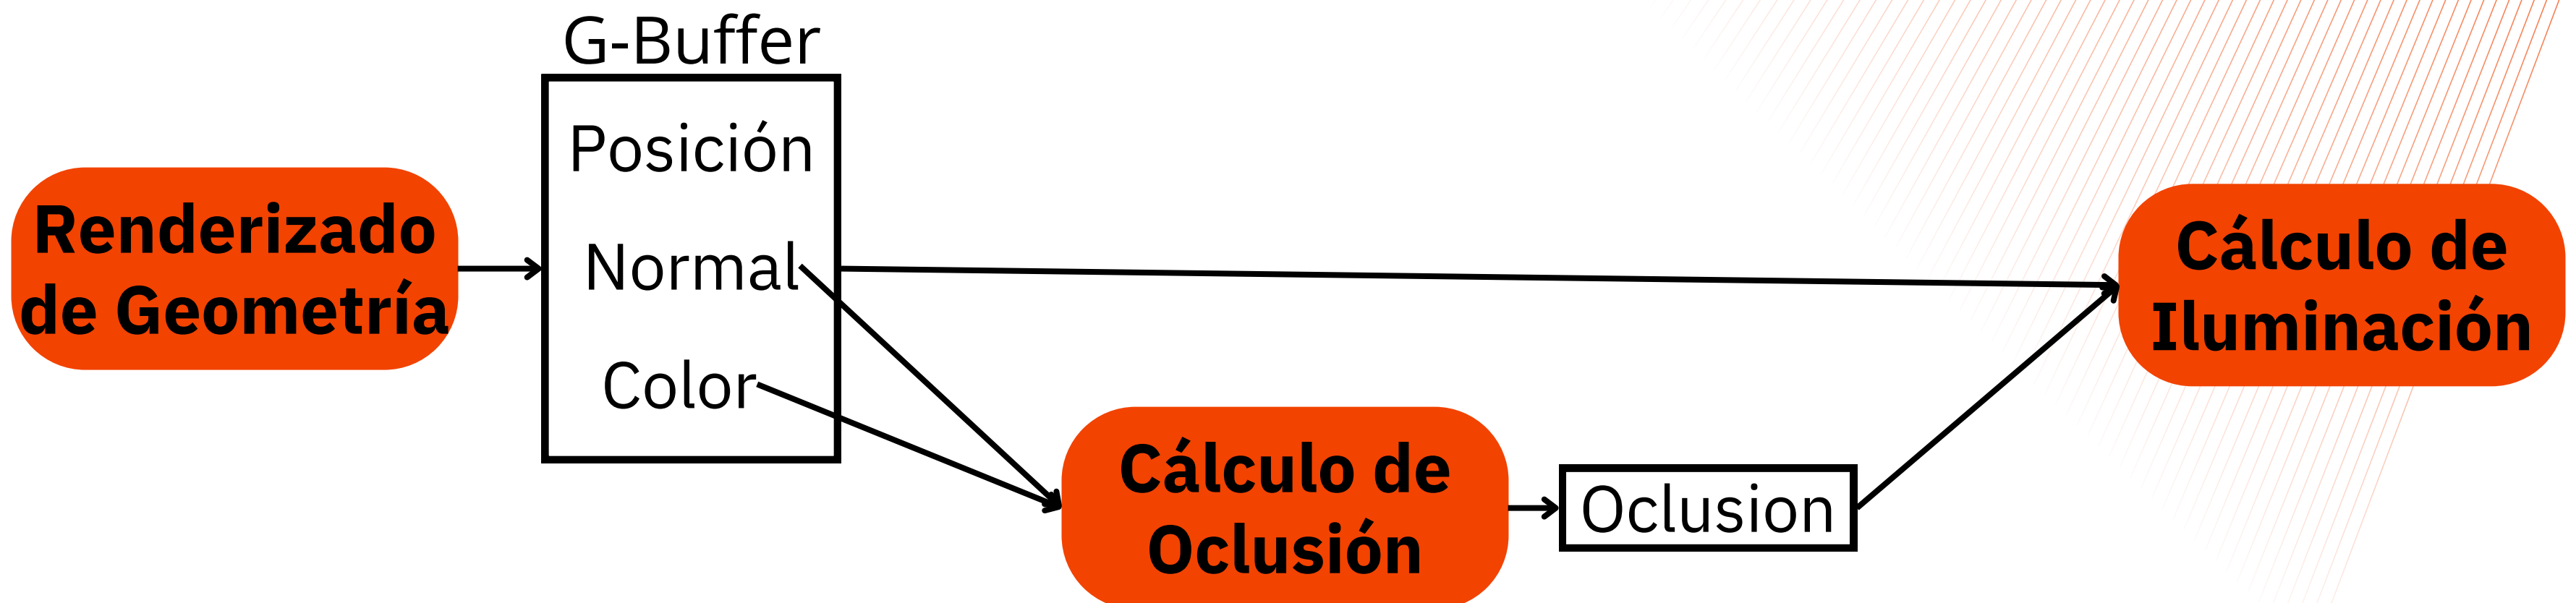 G-Buffer
Posición
Normal
Color
Renderizado
de Geometría
Cálculo de
Oclusión
Oclusion
Cálculo de
Iluminación